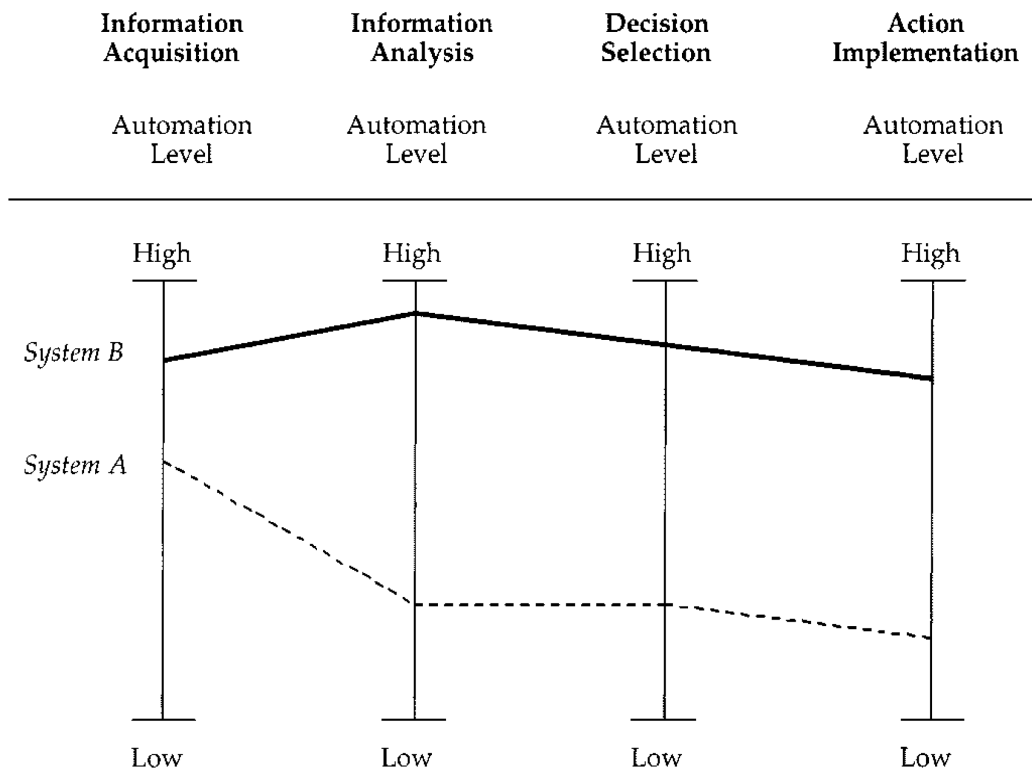 Information Acquisition
Information Analysis
Decision Selection
Action Implementation
Automation Level
Automation Level
Automation Level
Automation Level
High
High
High
High
System B
System A
Low
Low
Low
Low